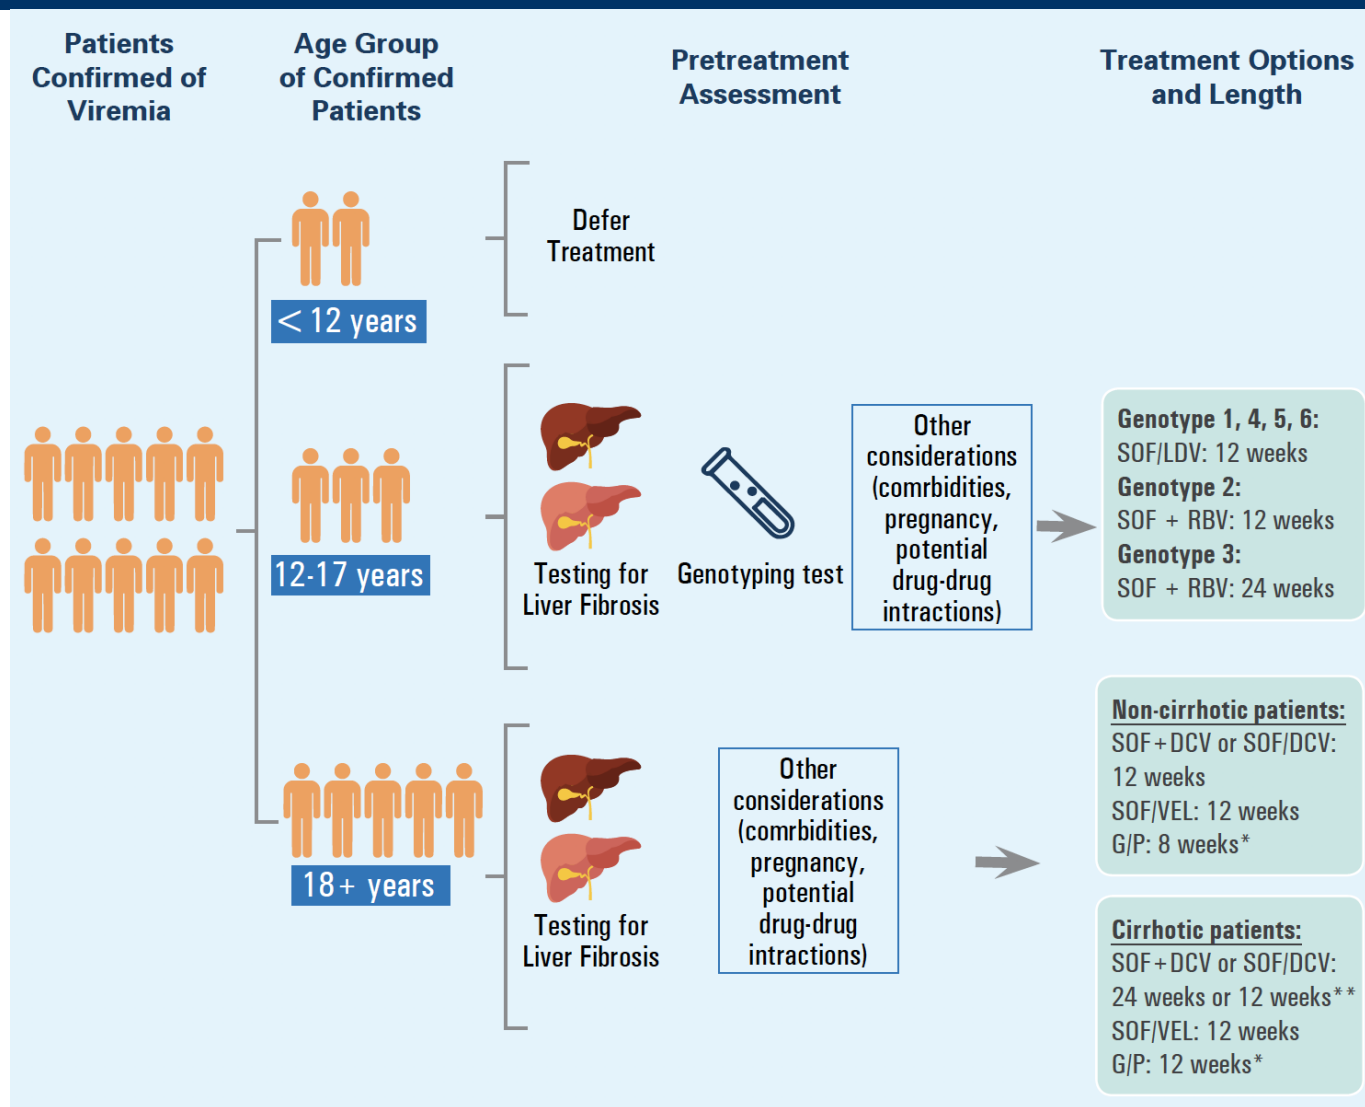 Patients
Confirmed of
Viremia
Age Group
of Confirmed
Patients
Pretreatment
Assessment
Treatment Options
and Length
< 12 years
Defer
Treatment
12-17 years
Testing for
Liver Fibrosis
Genotyping test
Other
considerations
(comrbidities,
pregnancy,
potential
drug-drug
intractions)
Genotype 1, 4, 5, 6:
SOF/LDV: 12 weeks
Genotype 2:
SOF + RBV: 12 weeks
Genotype 3:
SOF + RBV: 24 weeks
18+ years
Testing for
Liver Fibrosis
Other
considerations
(comrbidities,
pregnancy,
potential
drug-drug
intractions)
Non-cirrhotic patients:
SOF+DCV or SOF/DCV:
12 weeks
SOF/VEL: 12 weeks
G/P: 8 weeks*
Cirrhotic patients:
SOF+DCV or SOF/DCV:
24 weeks or 12 weeks**
SOF/VEL: 12 weeks
G/P: 12 weeks*